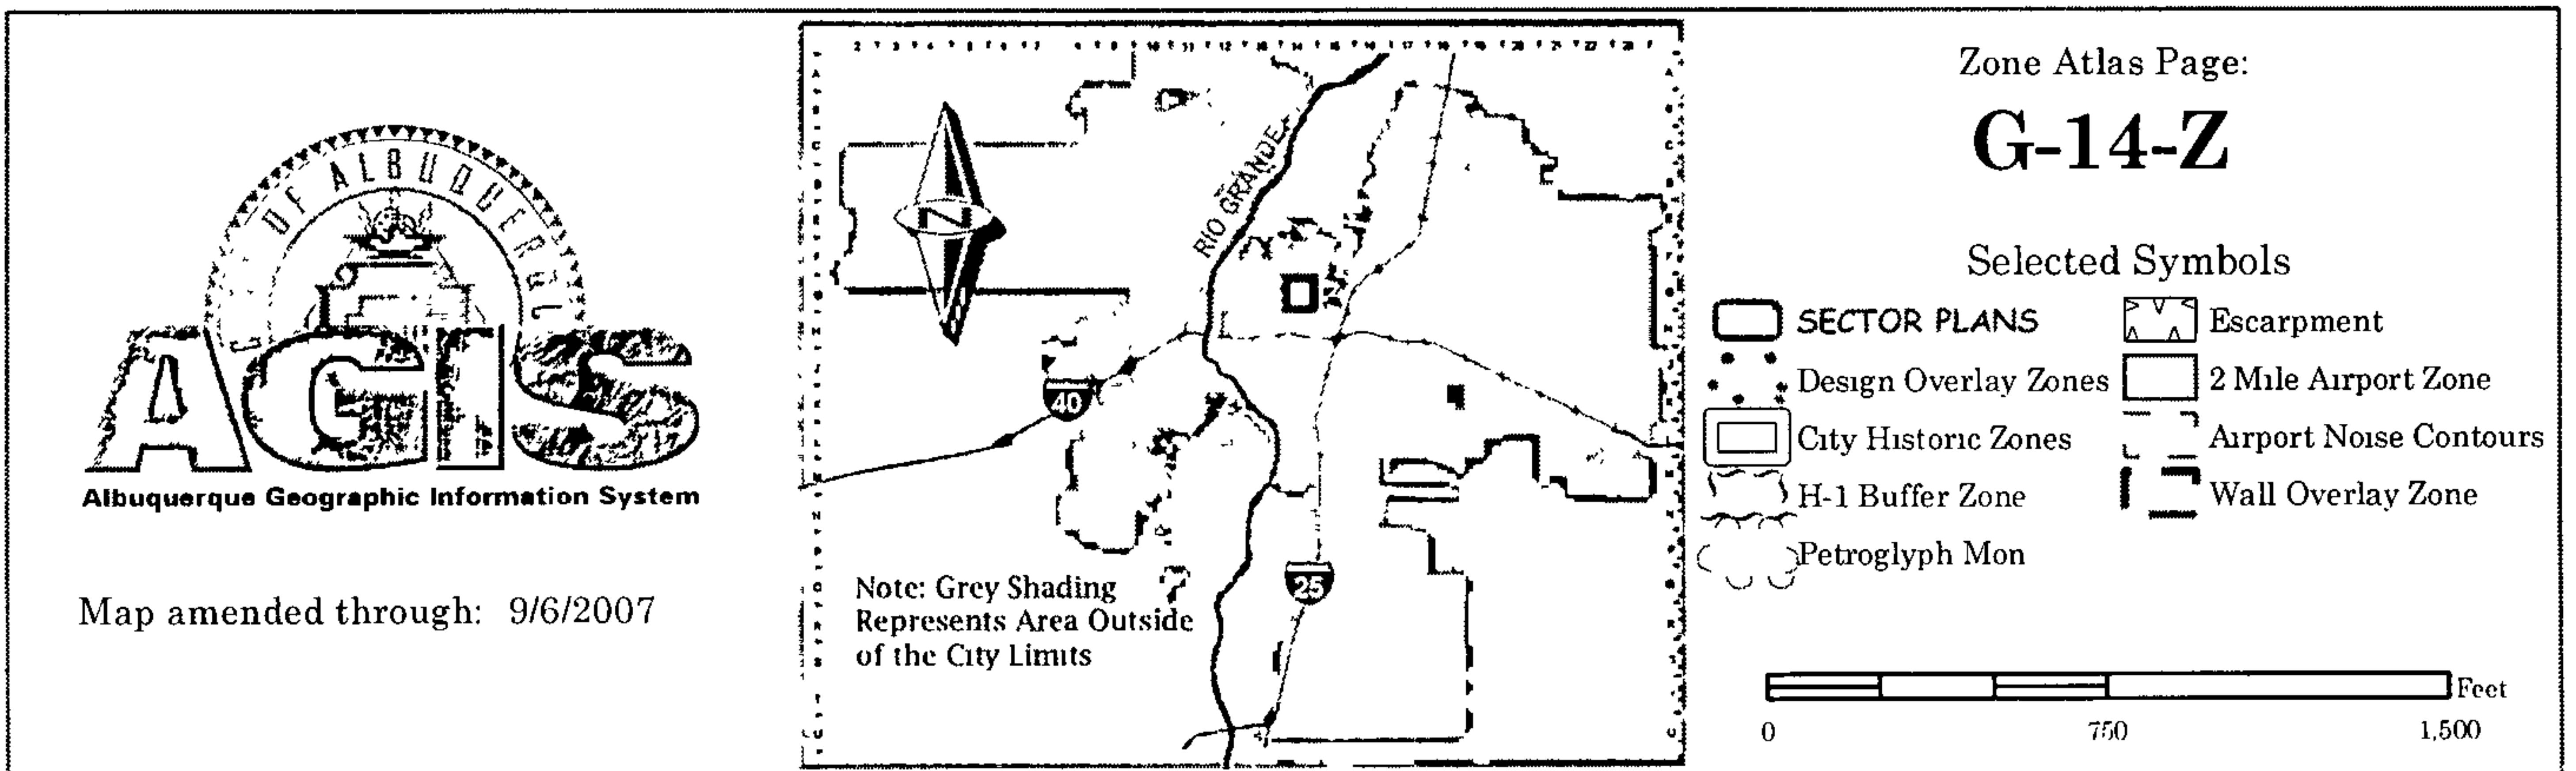 OF ALBUQUERQUE
AGIS
Albuquerque Geographic Information System
Map amended through: 9/6/2007
RIO GRANDE
N
40
25
Note: Grey Shading
Represents Area Outside
of the City Limits
Zone Atlas Page:
G-14-Z
Selected Symbols
SECTOR PLANS
Design Overlay Zones
City Historic Zones
H-1 Buffer Zone
Petroglyph Mon
Escarpment
2 Mile Airport Zone
Airport Noise Contours
Wall Overlay Zone
Feet
0 750 1,500